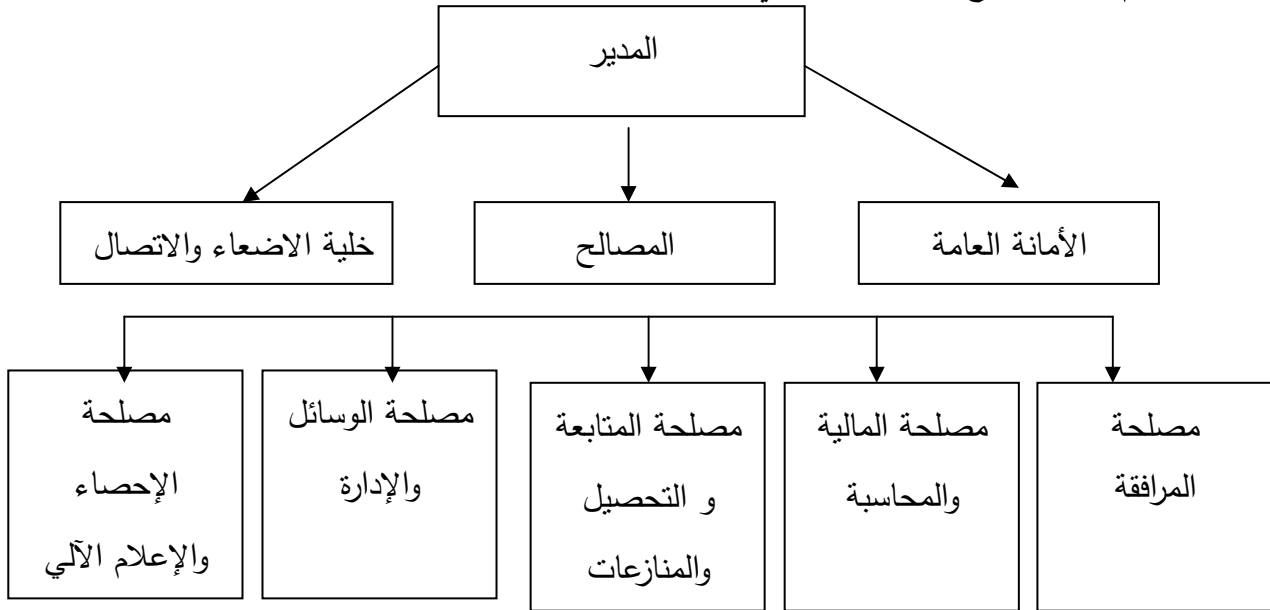 المدير
الأمانة العامة
المصالح
خلية الاضعاء والاتصال
مصلحة
المرافقة
مصلحة المالية
والمحاسبة
مصلحة المتابعة
و التحصيل
والمنازعات
مصلحة الوسائل
والإدارة
مصلحة
الإحصاء
والإعلام الآلي